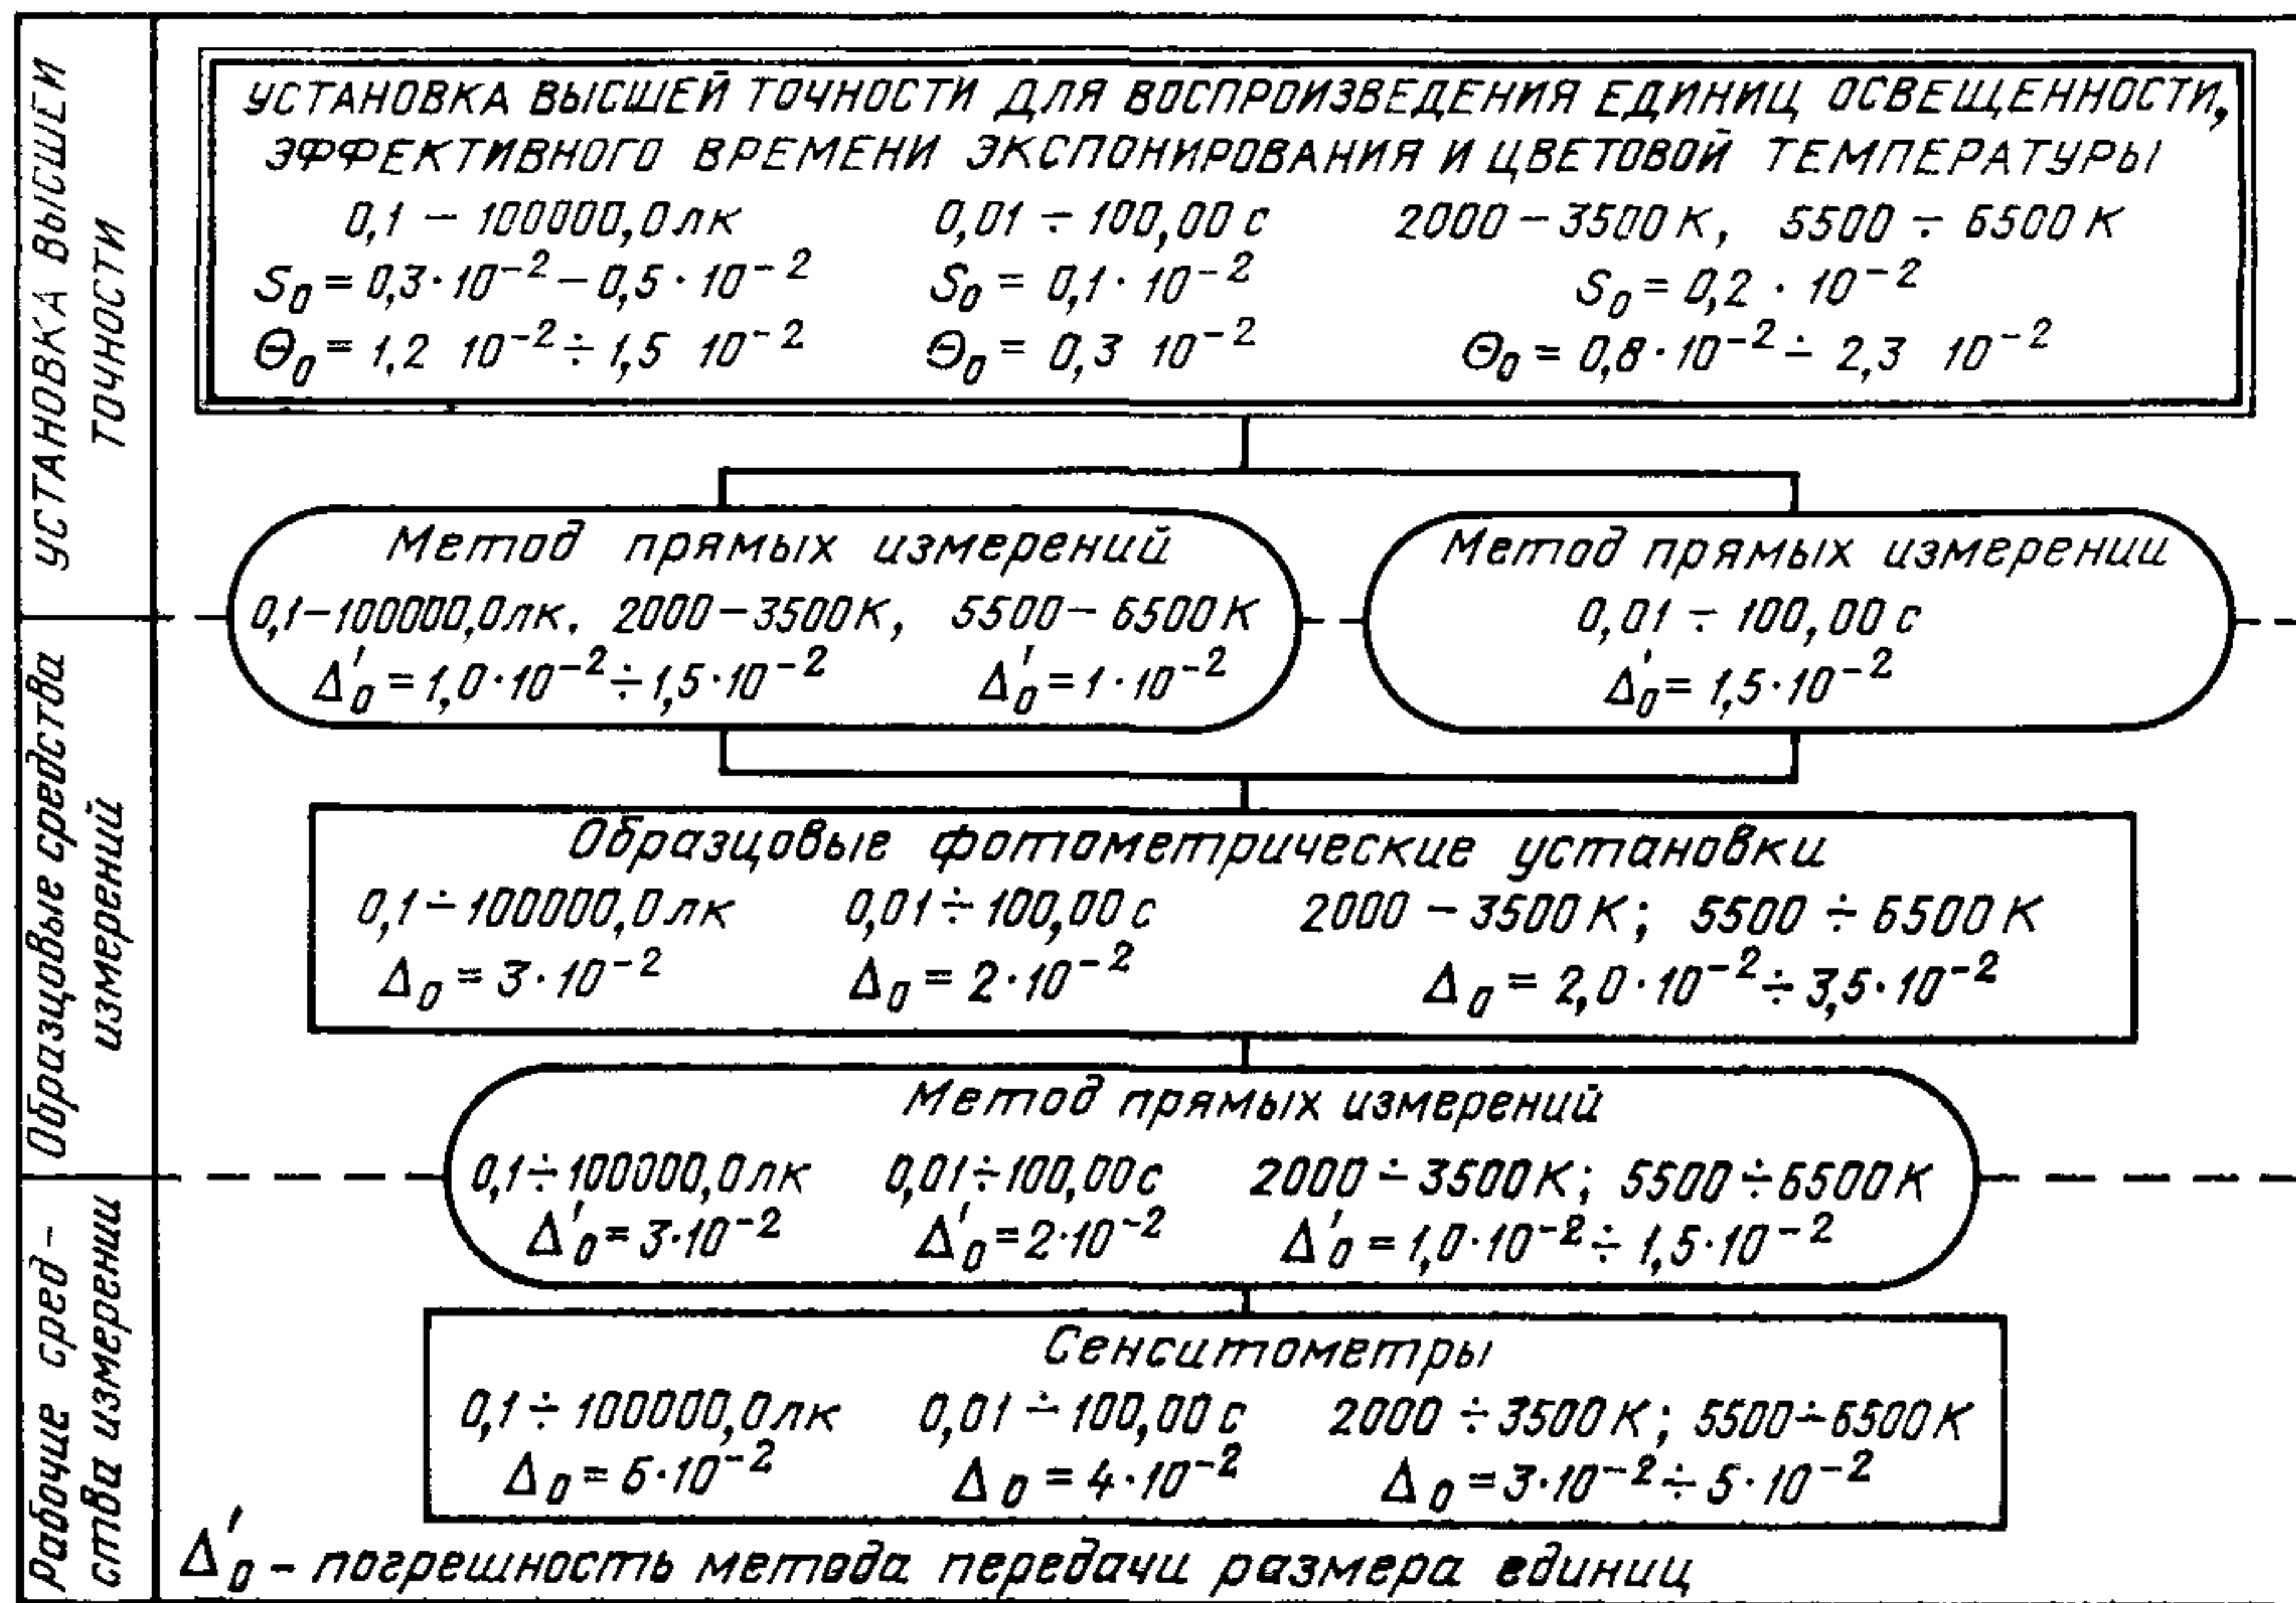 УСТАНОВКА ВЫСШЕЙ
ТОЧНОСТИ
УСТАНОВКА ВЫСШЕЙ ТОЧНОСТИ ДЛЯ ВОСПРОИЗВЕДЕНИЯ ЕДИНИЦ ОСВЕЩЕННОСТИ,
ЭФФЕКТИВНОГО ВРЕМЕНИ ЭКСПОНИРОВАНИЯ И ЦВЕТОВОЙ ТЕМПЕРАТУРЫ
0,1 − 100000,0 лк 0,01 ÷ 100,00 с 2000 − 3500 К, 5500 ÷ 6500 К
S₀ = 0,3·10⁻² − 0,5·10⁻² S₀ = 0,1·10⁻² S₀ = 0,2·10⁻²
Θ₀ = 1,2 10⁻² ÷ 1,5 10⁻² Θ₀ = 0,3 10⁻² Θ₀ = 0,8·10⁻² ÷ 2,3 10⁻²
Метод прямых измерений
0,1−100000,0 лк. 2000−3500 К, 5500−6500 К
Δ′₀ = 1,0·10⁻² ÷ 1,5·10⁻² Δ′₀ = 1·10⁻²
Метод прямых измерении
0,01 ÷ 100,00 с
Δ′₀ = 1,5·10⁻²
Образцовые средства
измерений
Образцовые фотометрические установки
0,1 ÷ 100000,0 лк 0,01 ÷ 100,00 с 2000 − 3500 К; 5500 ÷ 6500 К
Δ₀ = 3·10⁻² Δ₀ = 2·10⁻² Δ₀ = 2,0·10⁻² ÷ 3,5·10⁻²
Метод прямых измерений
0,1 ÷ 100000,0 лк 0,01 ÷ 100,00 с 2000 ÷ 3500 К; 5500 ÷ 6500 К
Δ′₀ = 3·10⁻² Δ′₀ = 2·10⁻² Δ′₀ = 1,0·10⁻² ÷ 1,5·10⁻²
Рабочие сред-
ства измерении
Сенситометры
0,1 ÷ 100000,0 лк 0,01 ÷ 100,00 с 2000 ÷ 3500 К; 5500 ÷ 6500 К
Δ₀ = 6·10⁻² Δ₀ = 4·10⁻² Δ₀ = 3·10⁻² ÷ 5·10⁻²
Δ′₀ − погрешность метода передачи размера единиц